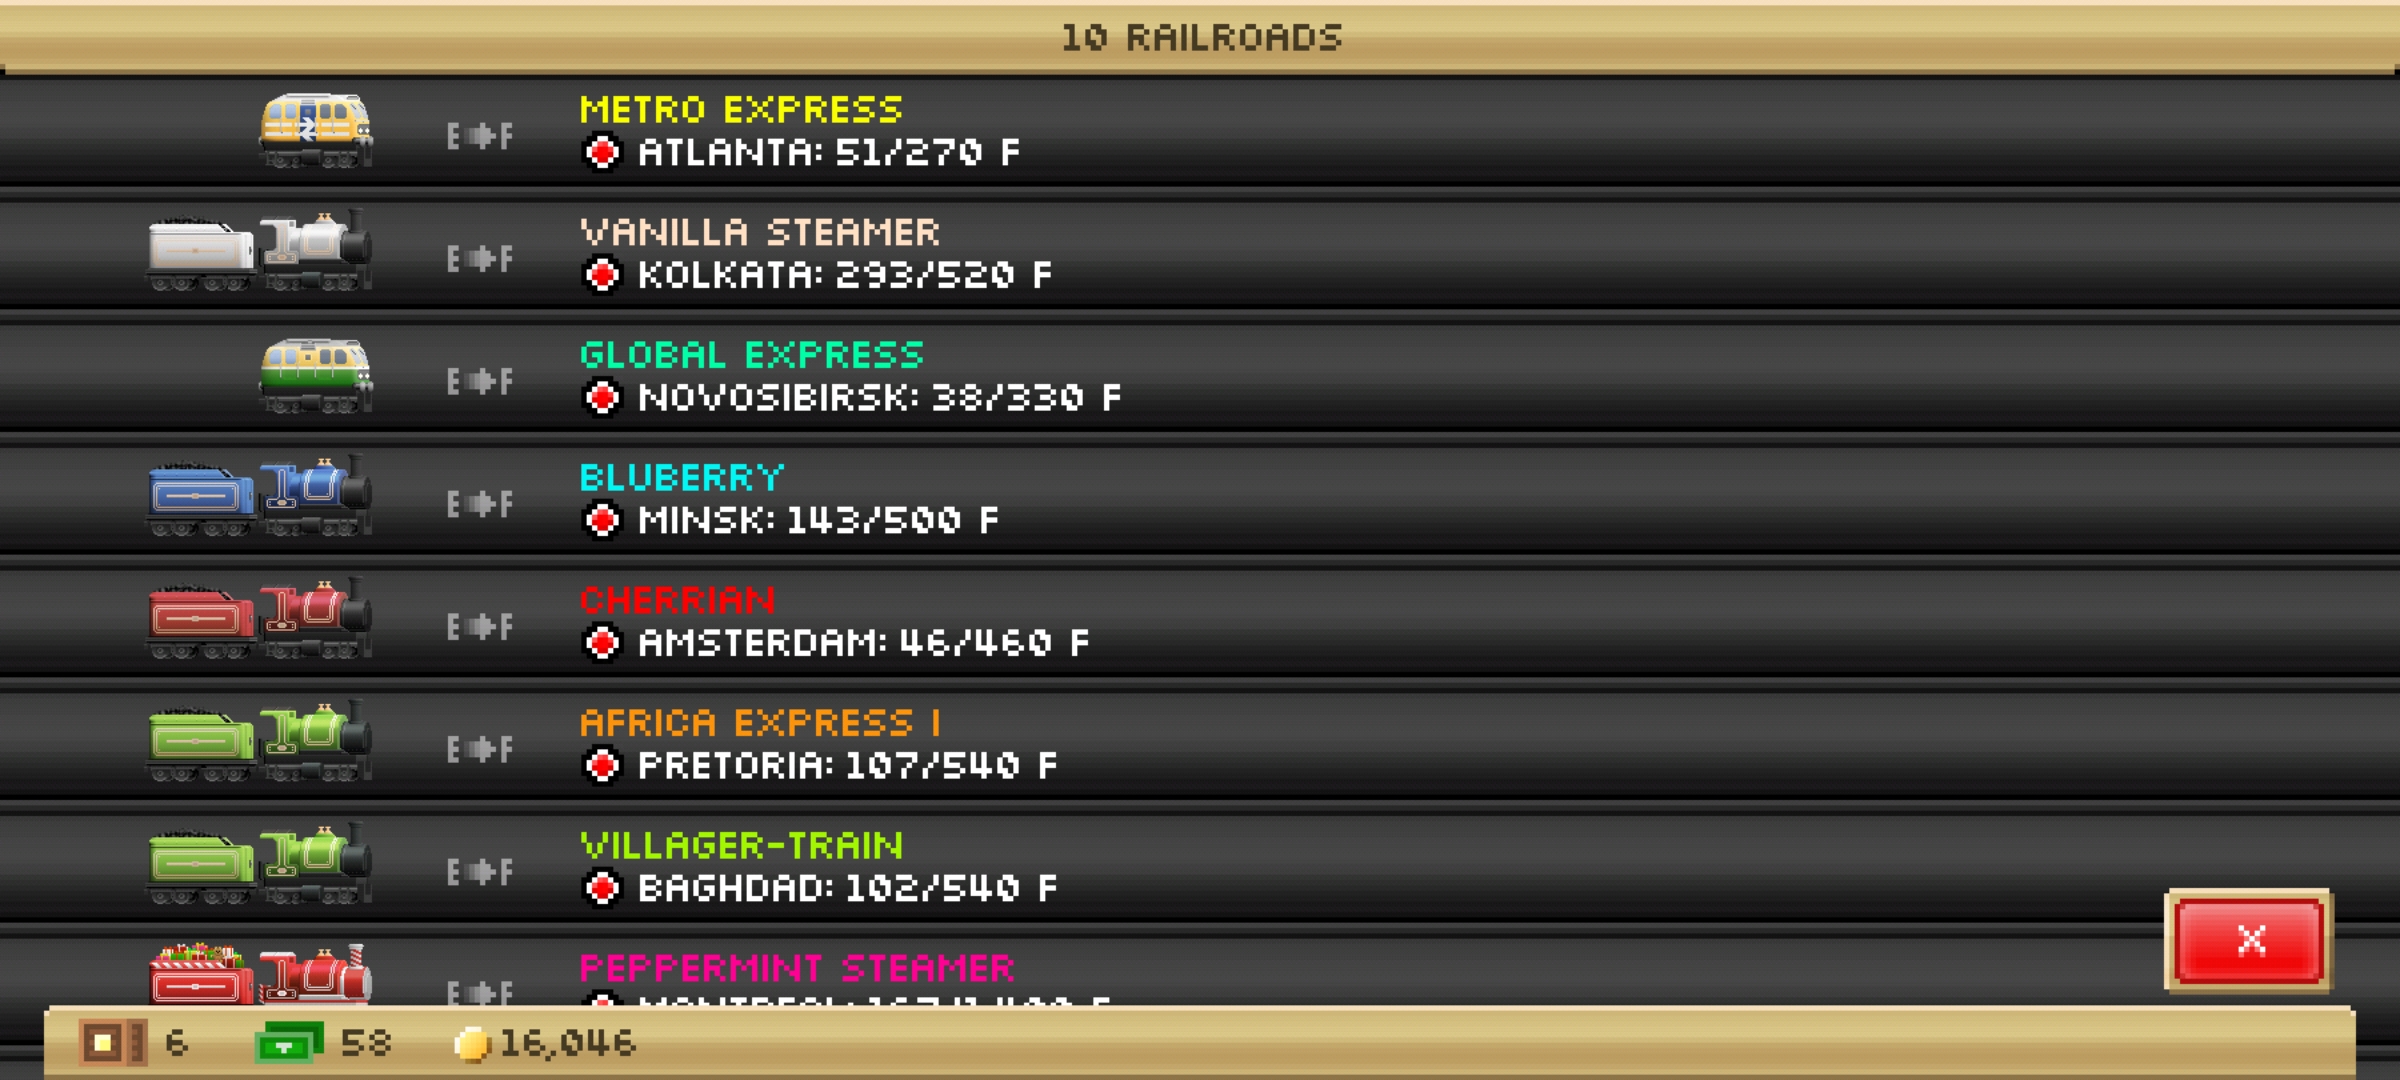 10 RAILROADS
E F
METRO EXPRESS
ATLANTA: 51/270 F
E F
VANILLA STEAMER
KOLKATA: 293/520 F
E F
GLOBAL EXPRESS
NOVOSIBIRSK: 38/330 F
E F
BLUBERRY
MINSK: 143/500 F
E F
CHERRIAN
AMSTERDAM: 46/460 F
E F
AFRICA EXPRESS I
PRETORIA: 107/540 F
E F
VILLAGER-TRAIN
BAGHDAD: 102/540 F
E F
PEPPERMINT STEAMER
X
6 58 16,046